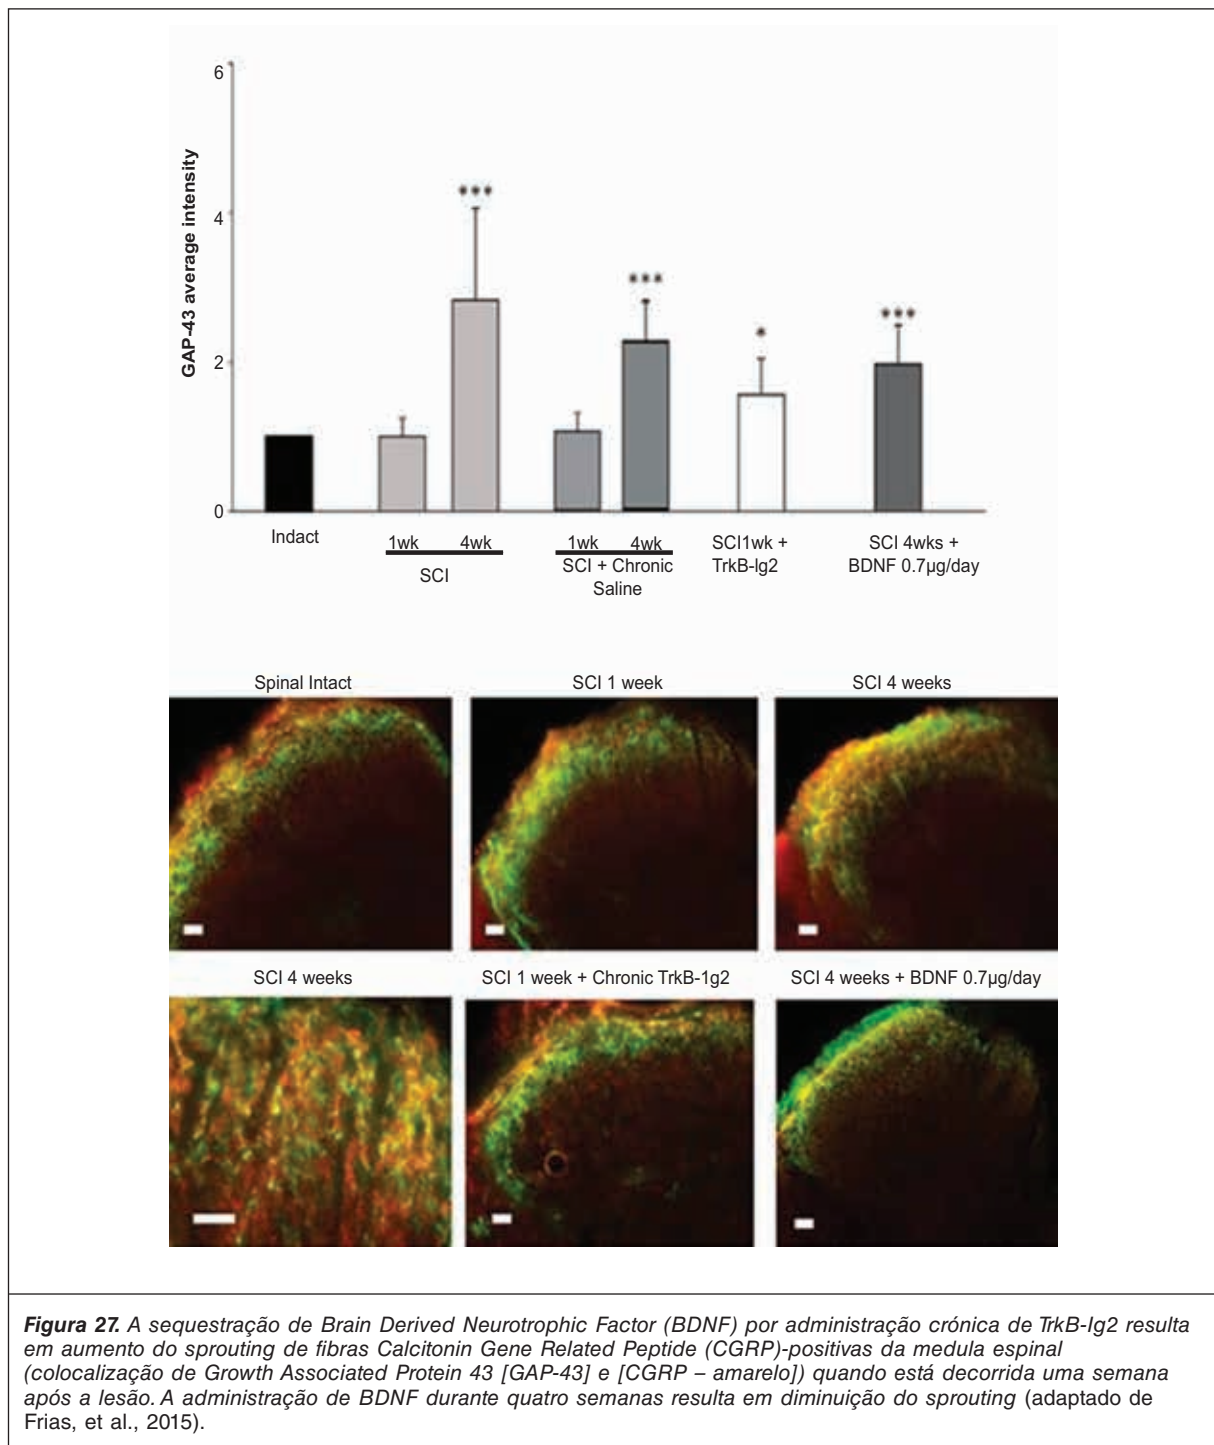 6
4
2
0
GAP-43 average intensity
***
***
*
***
Indact
1wk
4wk
SCI
1wk
4wk
SCI + Chronic
Saline
SCI1wk +
TrkB-Ig2
SCI 4wks +
BDNF 0.7µg/day
Spinal Intact
SCI 1 week
SCI 4 weeks
SCI 4 weeks
SCI 1 week + Chronic TrkB-1g2
SCI 4 weeks + BDNF 0.7µg/day
Figura 27. A sequestração de Brain Derived Neurotrophic Factor (BDNF) por administração crónica de TrkB-Ig2 resulta
em aumento do sprouting de fibras Calcitonin Gene Related Peptide (CGRP)-positivas da medula espinal
(colocalização de Growth Associated Protein 43 [GAP-43] e [CGRP – amarelo]) quando está decorrida uma semana
após a lesão. A administração de BDNF durante quatro semanas resulta em diminuição do sprouting (adaptado de
Frias, et al., 2015).